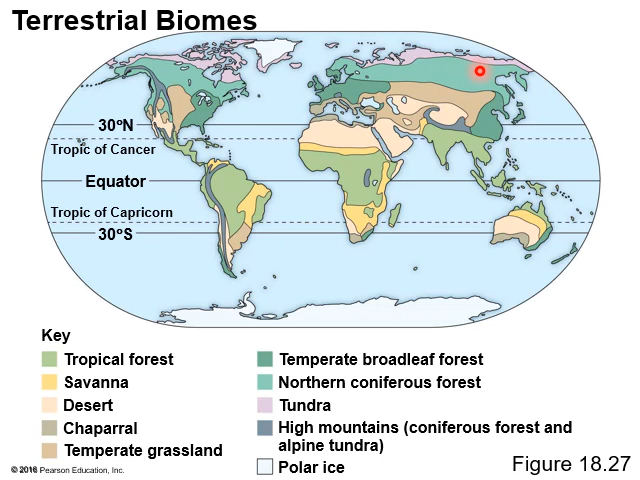 Terrestrial Biomes
30ºN
Tropic of Cancer
Equator
Tropic of Capricorn
30ºS
Key
Tropical forest
Savanna
Desert
Chaparral
Temperate grassland
Temperate broadleaf forest
Northern coniferous forest
Tundra
High mountains (coniferous forest and
alpine tundra)
Polar ice
© 2016 Pearson Education, Inc.
Figure 18.27